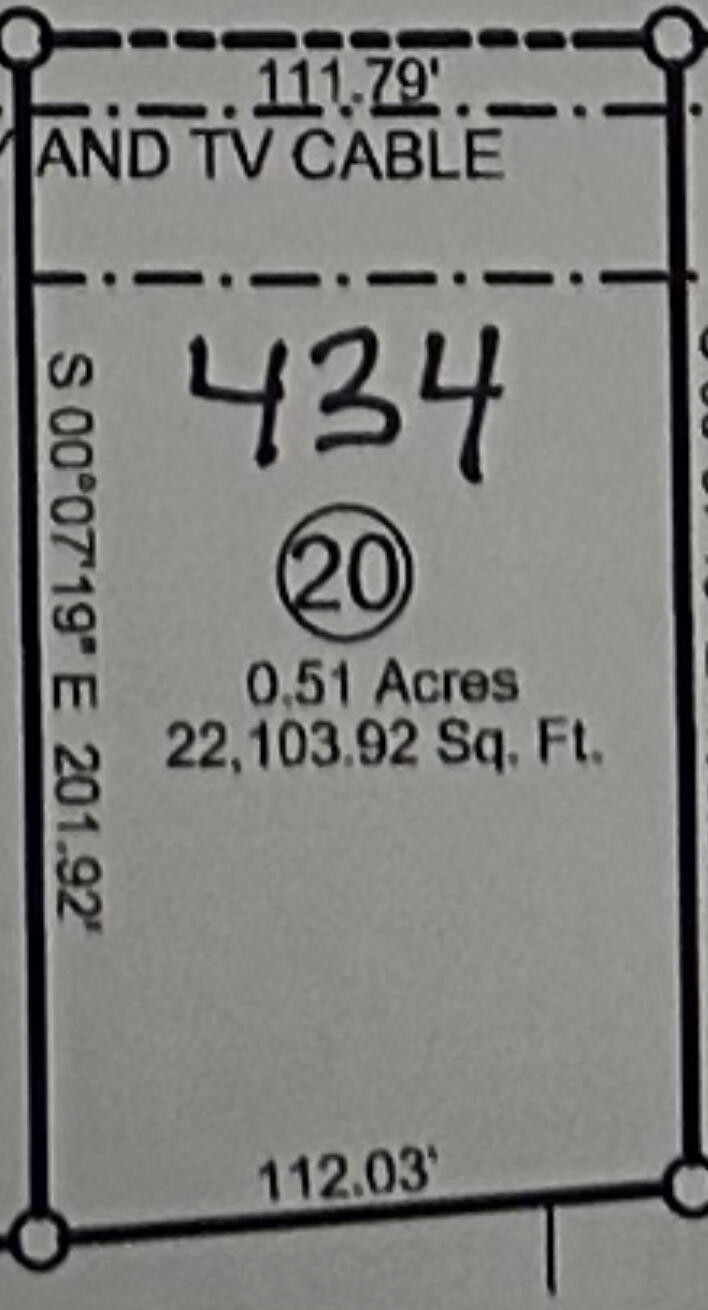 111.79'
AND TV CABLE
434
S 00°07'19" E 201.92'
20
0.51 Acres
22,103.92 Sq. Ft.
112.03'